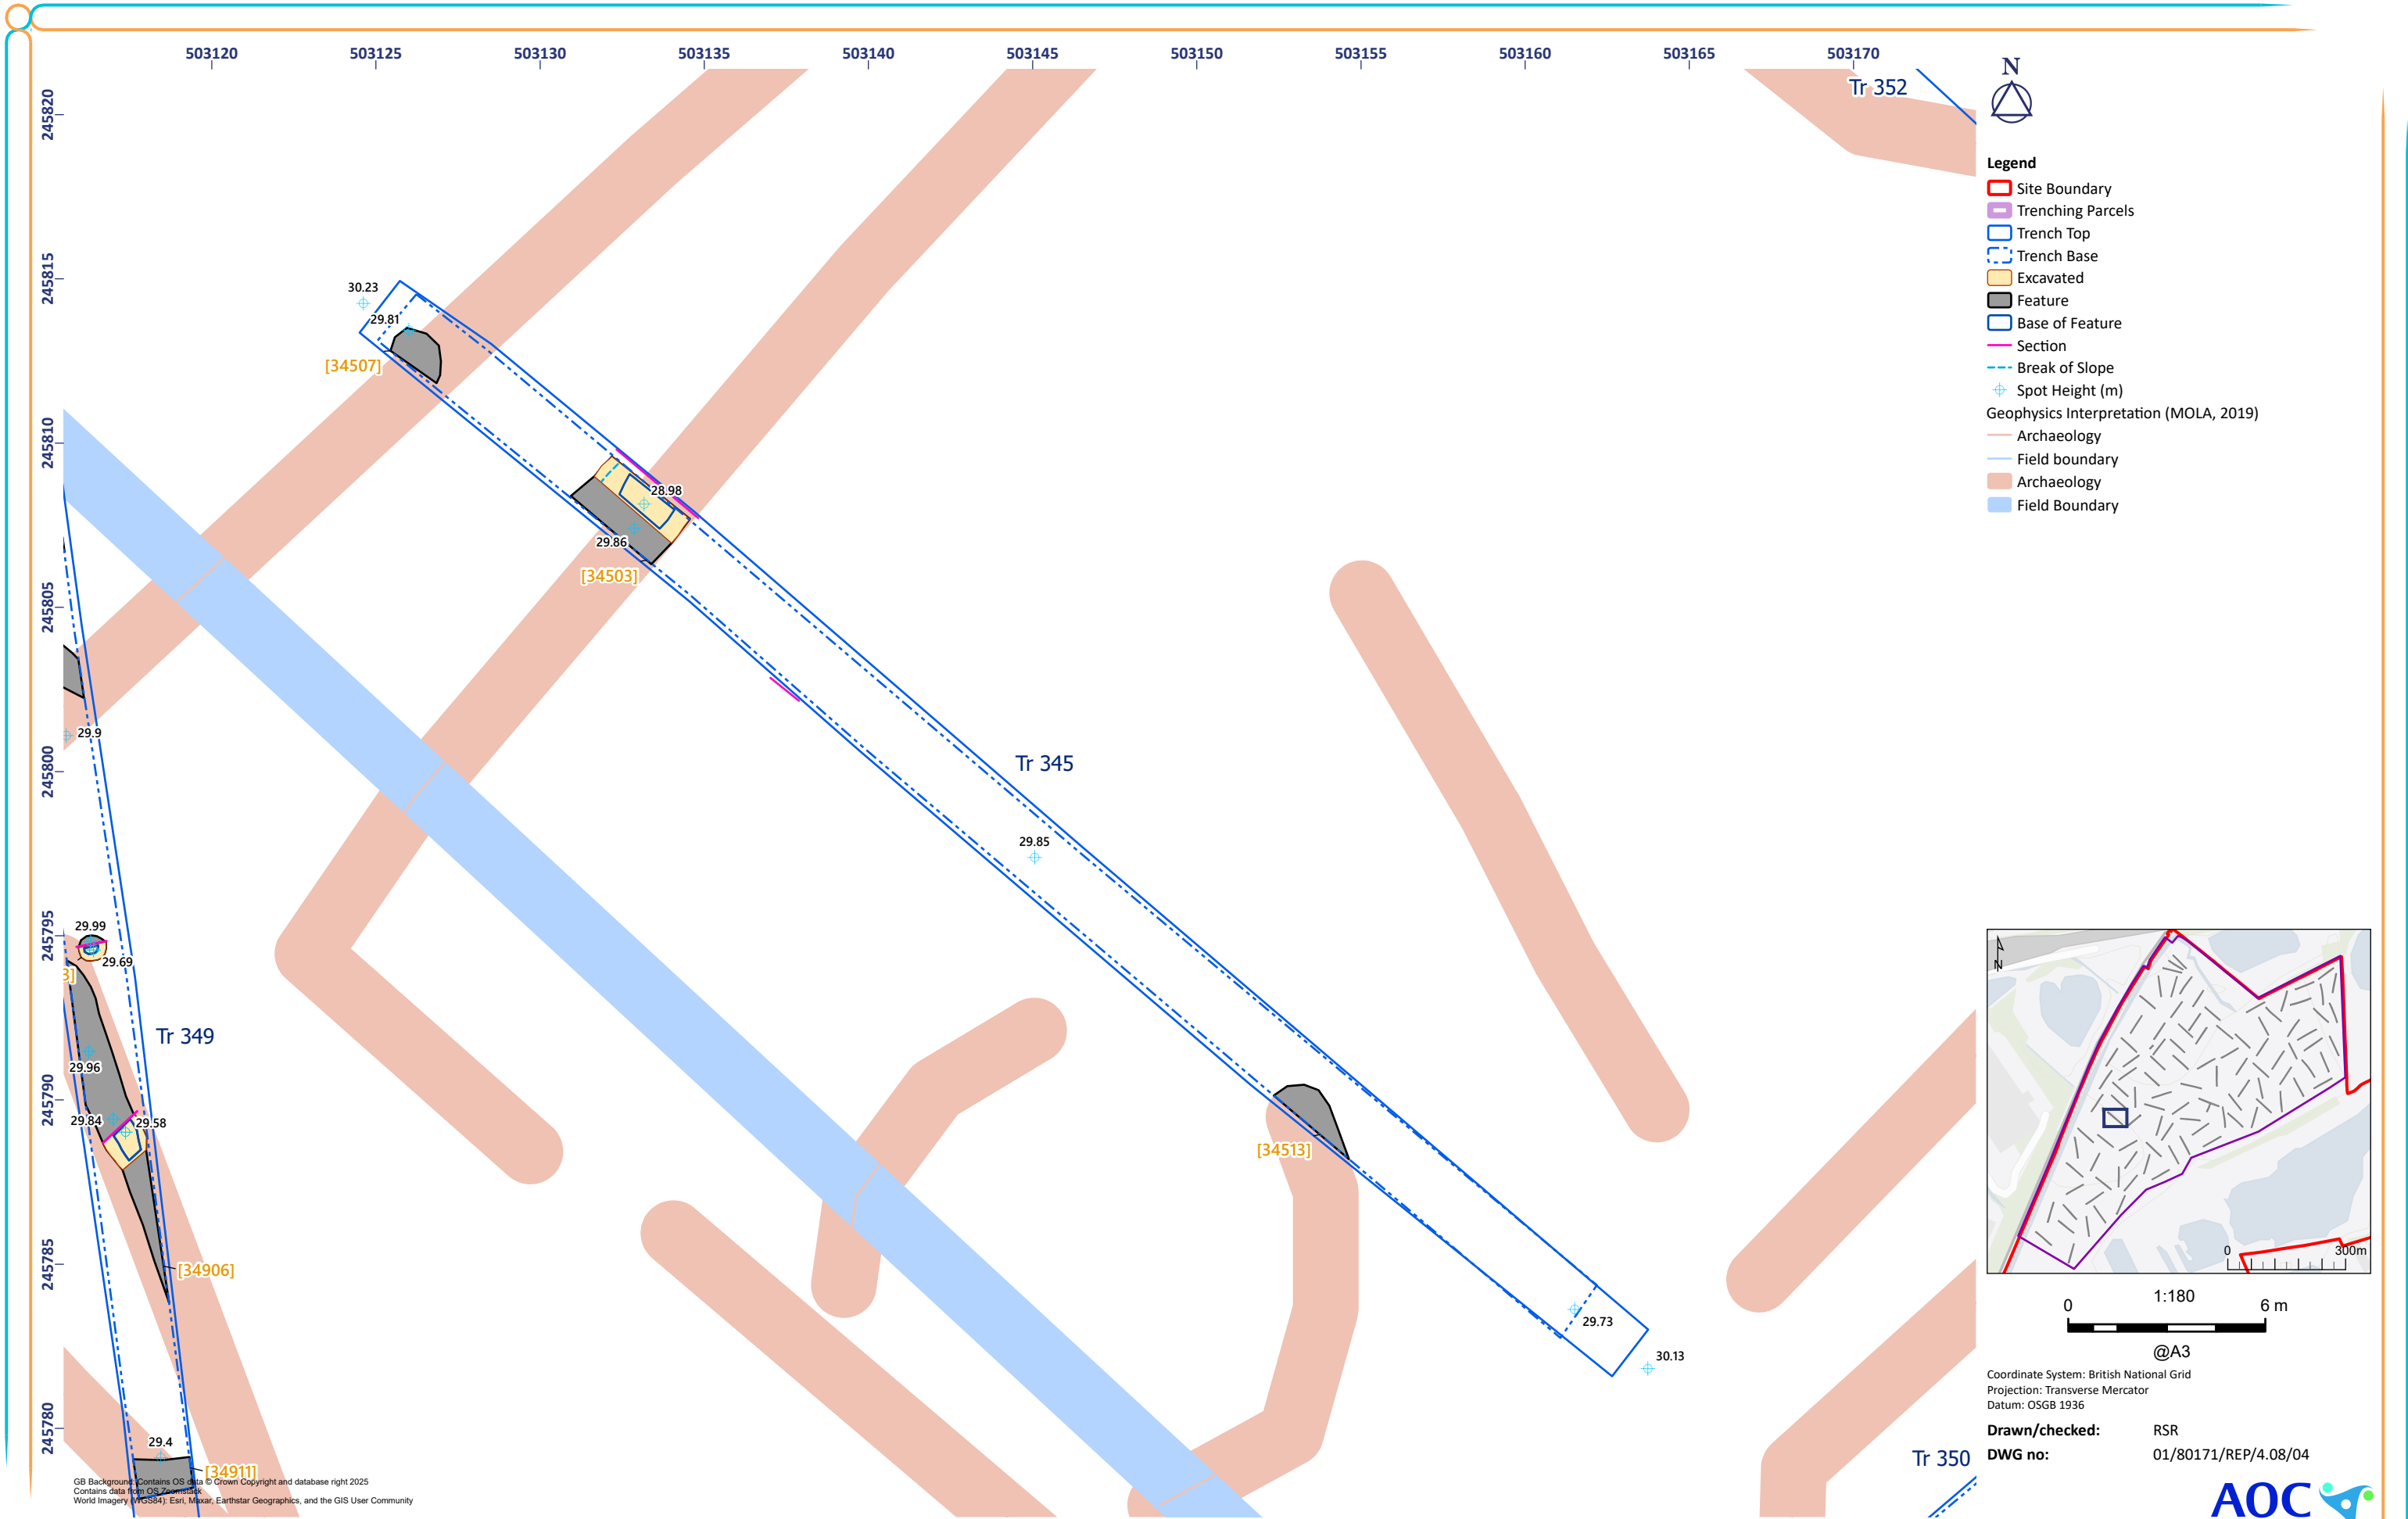 503120 503125 503130 503135 503140 503145 503150 503155 503160 503165 503170
245820
245815
245810
245805
245800
245795
245790
245785
245780
Tr 352
30.23
29.81
[34507]
28.98
29.86
[34503]
29.9
Tr 345
29.85
29.99
29.69
3]
Tr 349
29.96
29.84
29.58
[34513]
[34906]
29.73
30.13
29.4
[34911]
Tr 350
GB Background: Contains OS data © Crown Copyright and database right 2025
Contains data from OS Zoomstack
World Imagery (WGS84): Esri, Maxar, Earthstar Geographics, and the GIS User Community
N
Legend
Site Boundary
Trenching Parcels
Trench Top
Trench Base
Excavated
Feature
Base of Feature
Section
Break of Slope
Spot Height (m)
Geophysics Interpretation (MOLA, 2019)
Archaeology
Field boundary
Archaeology
Field Boundary
N
0 300m
1:180
0 6 m
@A3
Coordinate System: British National Grid
Projection: Transverse Mercator
Datum: OSGB 1936
Drawn/checked: RSR
DWG no: 01/80171/REP/4.08/04
AOC